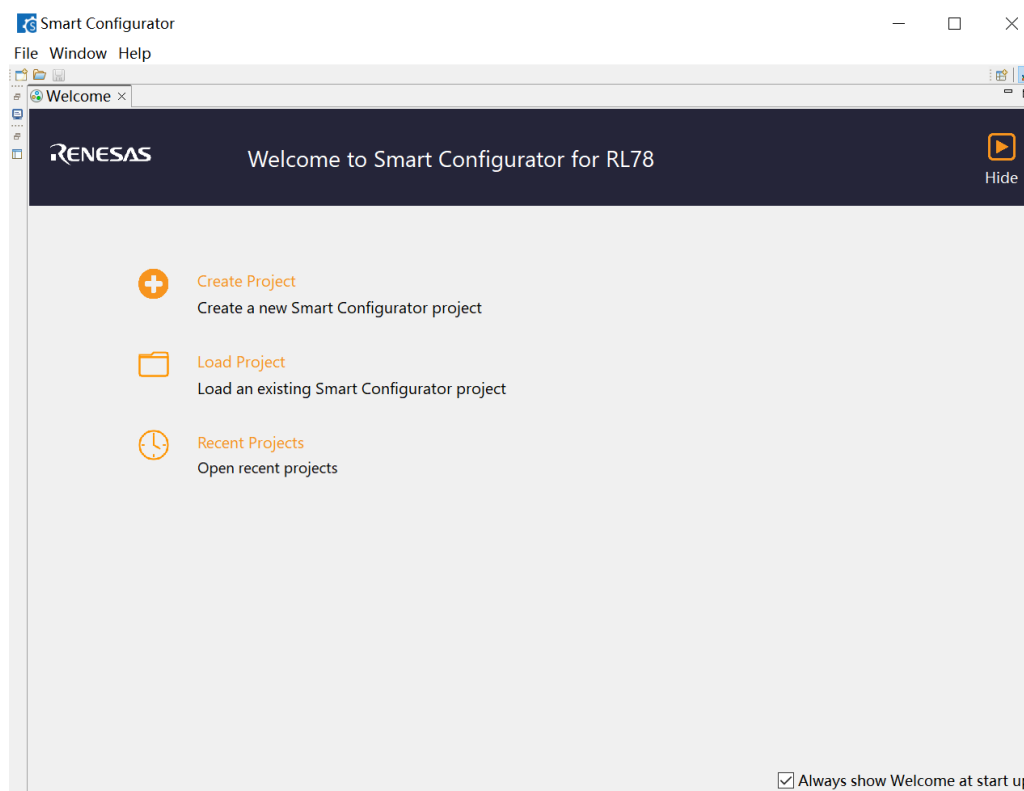 Smart Configurator
File Window Help
Welcome
RENESAS
Welcome to Smart Configurator for RL78
Hide
Create Project
Create a new Smart Configurator project
Load Project
Load an existing Smart Configurator project
Recent Projects
Open recent projects
Always show Welcome at start up